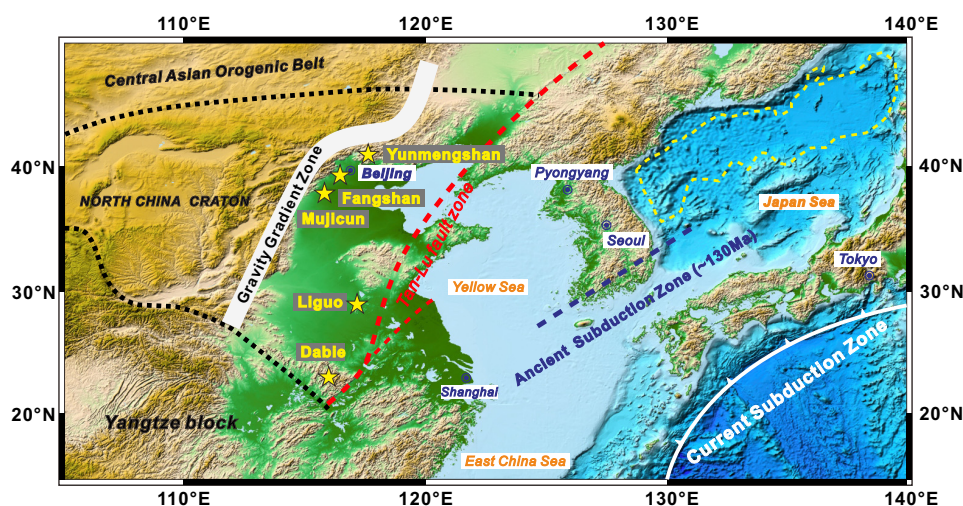 110°E 120°E 130°E 140°E
Central Asian Orogenic Belt
40°N
40°N
Yunmengshan
Beijing
Pyongyang
Gravity Gradient Zone
NORTH CHINA CRATON
Fangshan
Mujicun
Japan Sea
Tan-Lu fault zone
Seoul
Ancient Subduction Zone (~130Ma)
Tokyo
30°N
30°N
Liguo
Yellow Sea
Dabie
Shanghai
Current Subduction Zone
20°N
20°N
Yangtze block
East China Sea
110°E 120°E 130°E 140°E